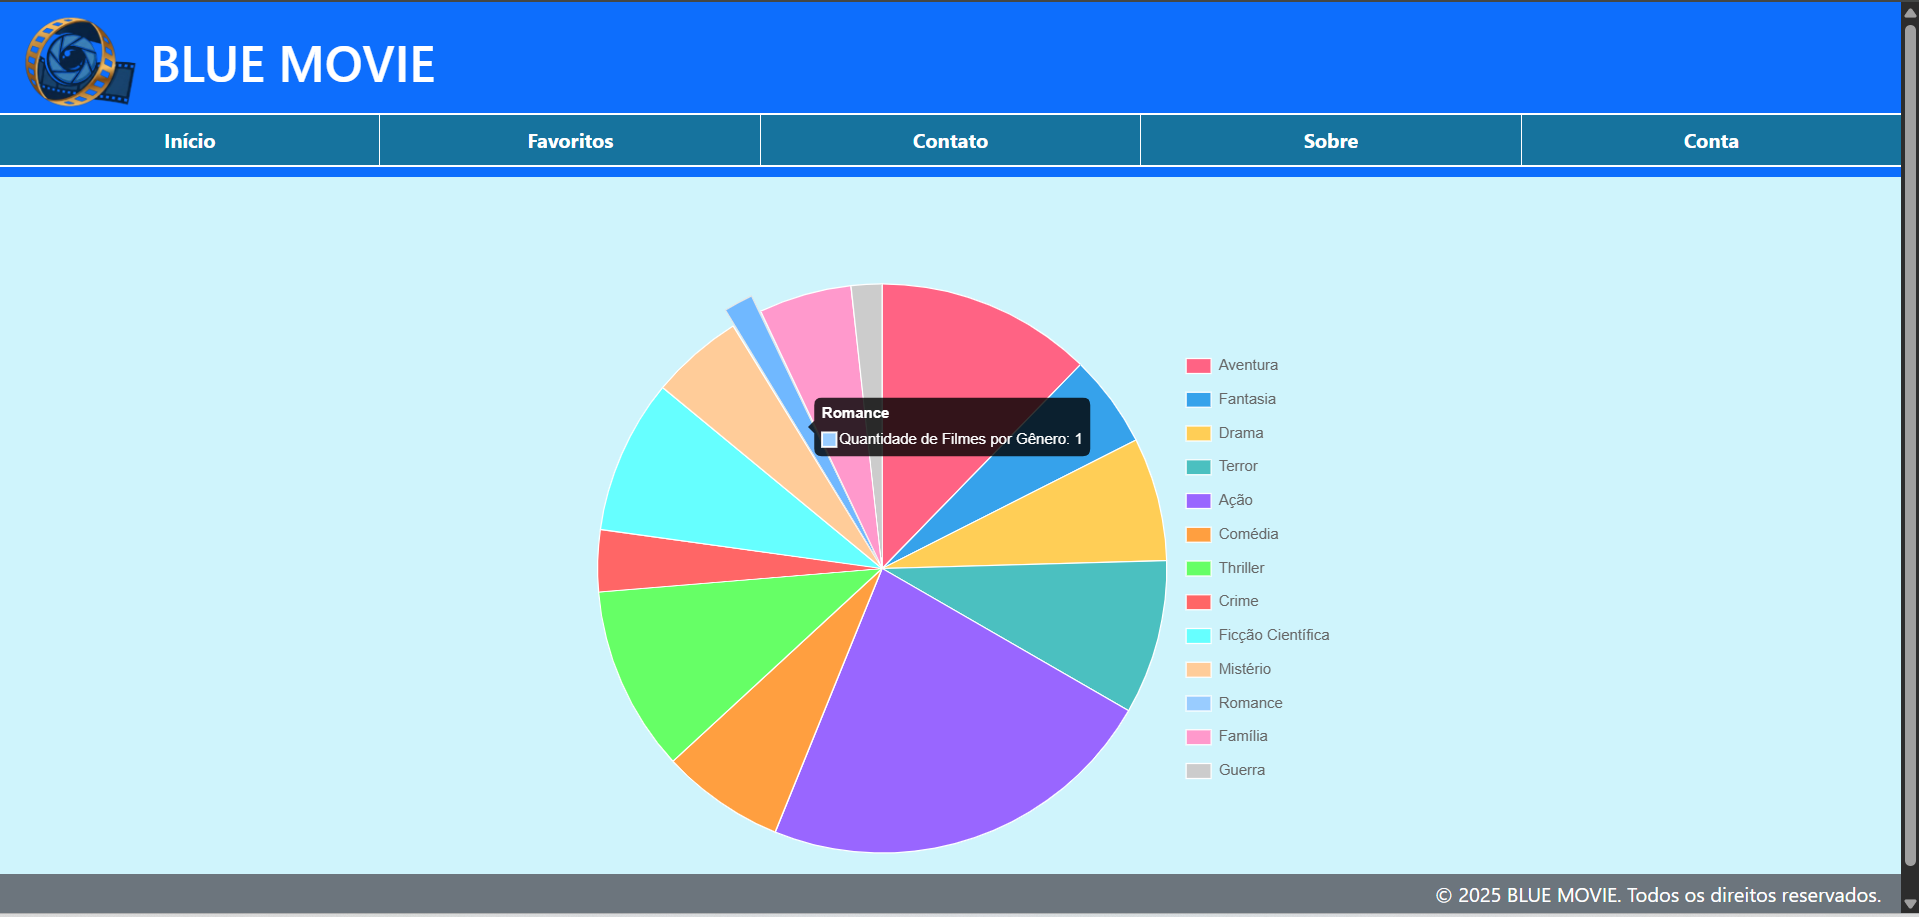 BLUE MOVIE
Início
Favoritos
Contato
Sobre
Conta
Romance
Quantidade de Filmes por Gênero: 1
Aventura
Fantasia
Drama
Terror
Ação
Comédia
Thriller
Crime
Ficção Científica
Mistério
Romance
Família
Guerra
© 2025 BLUE MOVIE. Todos os direitos reservados.